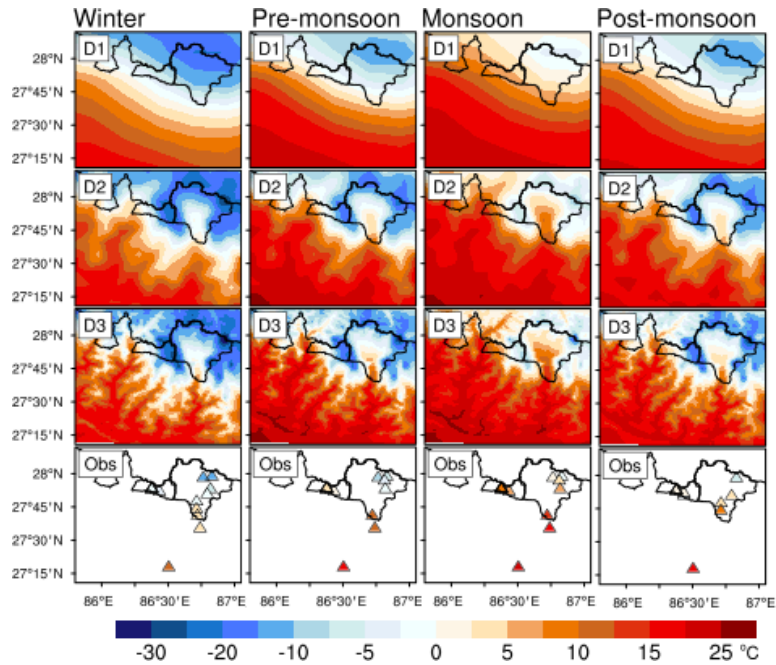 Winter Pre-monsoon Monsoon Post-monsoon
28°N D1 D1 D1 D1
27°45'N
27°30'N
27°15'N
28°N D2 D2 D2 D2
27°45'N
27°30'N
27°15'N
28°N D3 D3 D3 D3
27°45'N
27°30'N
27°15'N
28°N Obs Obs Obs Obs
27°45'N
27°30'N
27°15'N
86°E 86°30'E 87°E 86°E 86°30'E 87°E 86°E 86°30'E 87°E 86°E 86°30'E 87°E
-30 -20 -10 -5 0 5 10 15 25 °C